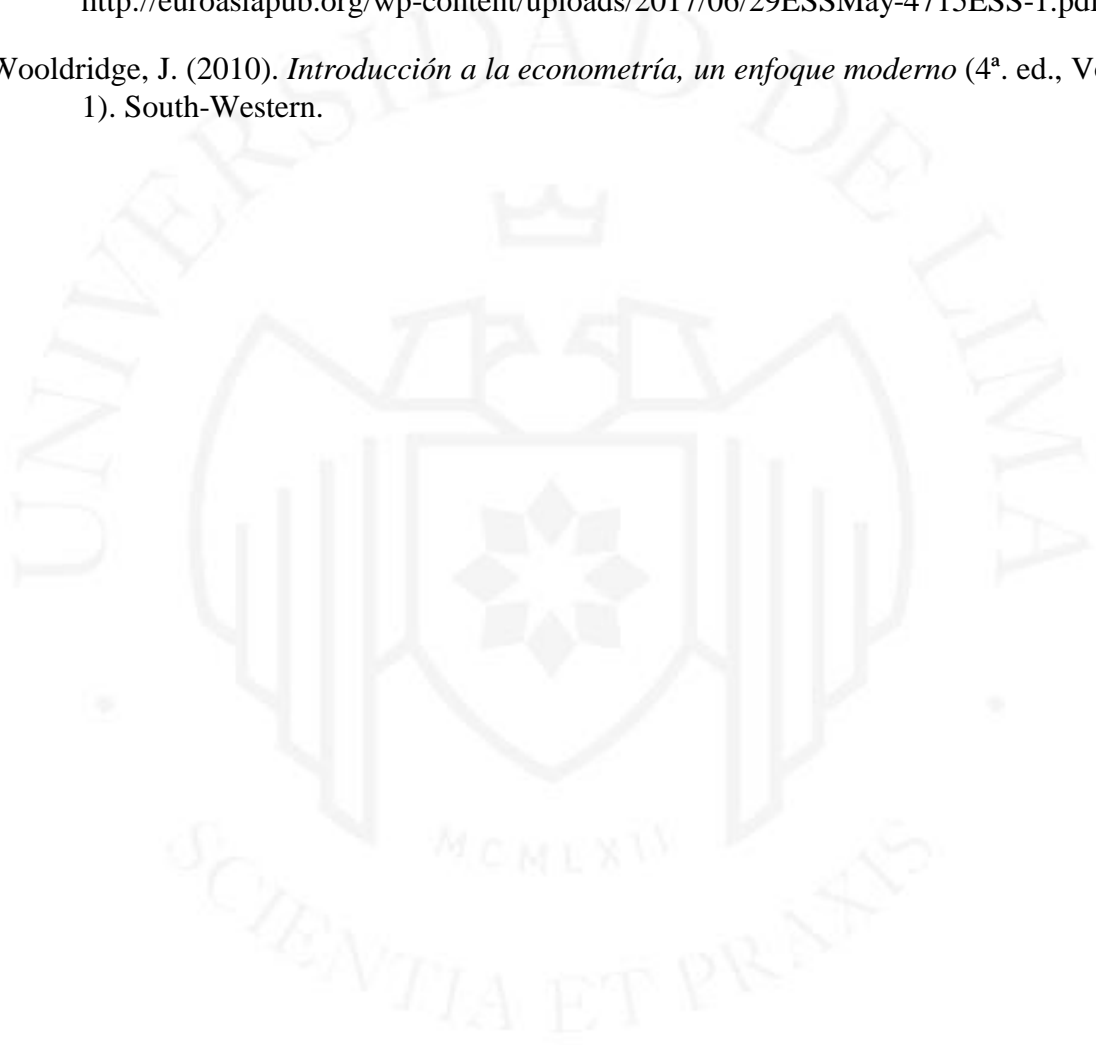 http://euroasiapub.org/wp-content/uploads/2017/06/29ESSMay-4715ESS-1.pdf
Wooldridge, J. (2010). Introducción a la econometría, un enfoque moderno (4ª. ed., Vo
1). South-Western.
UNIVERSIDAD DE LIMA
MCMLXII
SCIENTIA ET PRAXIS